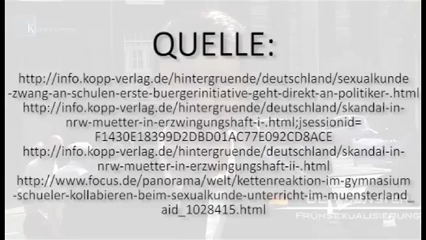 QUELLE:
http://info.kopp-verlag.de/hintergruende/deutschland/sexualkunde
-zwang-an-schulen-erste-buergerinitiative-geht-direkt-an-politiker-.html
http://info.kopp-verlag.de/hintergruende/deutschland/skandal-in-
nrw-muetter-in-erzwingungshaft-i-.html;jsessionid=
F1430E18399D2DBD01AC77E092CD8ACE
http://info.kopp-verlag.de/hintergruende/deutschland/skandal-in-
nrw-muetter-in-erzwingungshaft-ii-.html
http://www.focus.de/panorama/welt/kettenreaktion-im-gymnasium
-schueler-kollabieren-beim-sexualkunde-unterricht-im-muensterland_
aid_1028415.html
FRÜHSEXUALISIERUNG